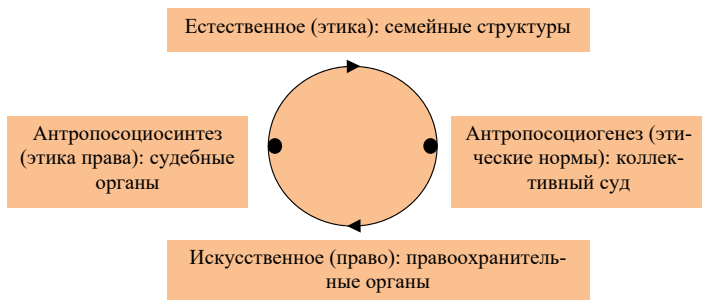 Естественное (этика): семейные структуры
Антропосоциосинтез
(этика права): судебные
органы
Антропосоциогенез (эти-
ческие нормы): коллек-
тивный суд
Искусственное (право): правоохранитель-
ные органы